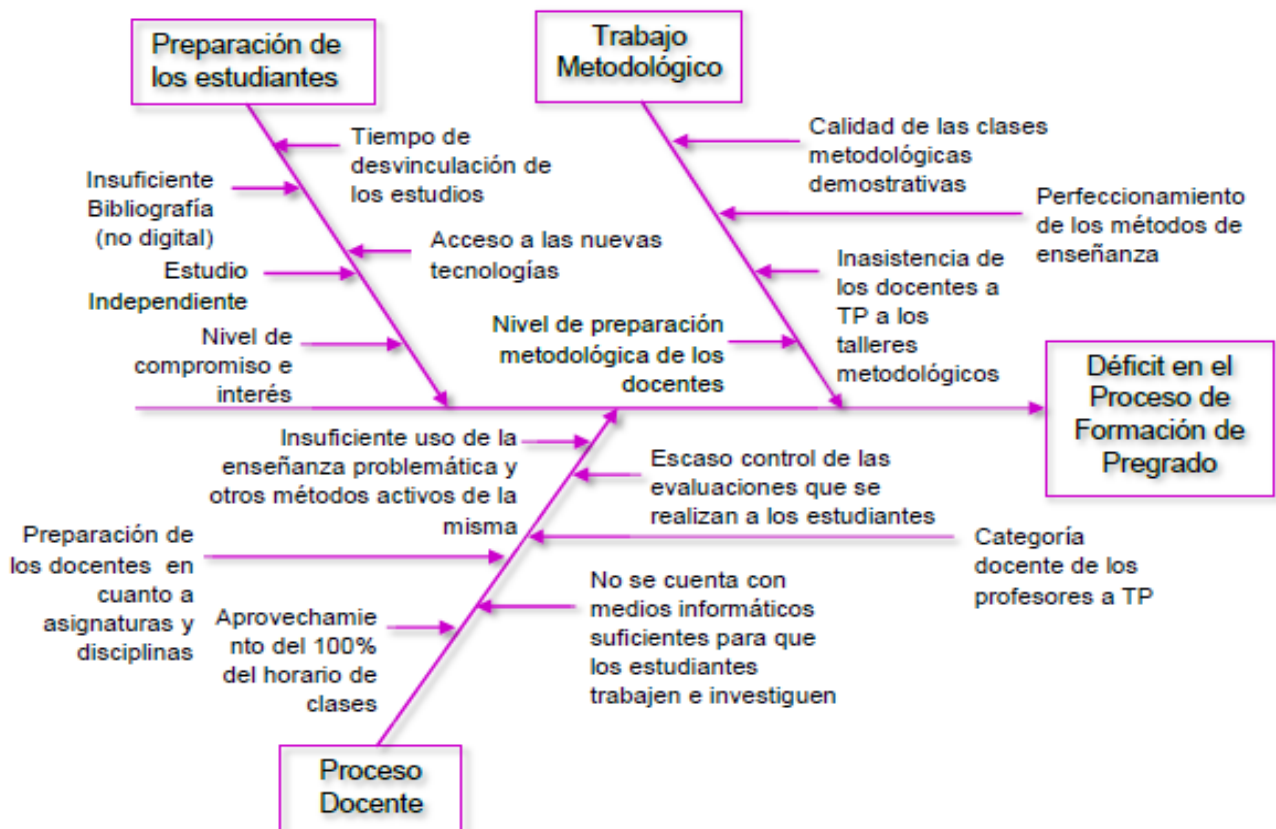 Preparación de
los estudiantes
Trabajo
Metodológico
Tiempo de
desvinculación de
los estudios
Insuficiente
Bibliografía
(no digital)
Acceso a las nuevas
tecnologías
Estudio
Independiente
Nivel de
compromiso e
interés
Calidad de las clases
metodológicas
demostrativas
Perfeccionamiento
de los métodos de
enseñanza
Inasistencia de
los docentes a
TP a los
talleres
metodológicos
Nivel de preparación
metodológica de los
docentes
Déficit en el
Proceso de
Formación de
Pregrado
Insuficiente uso de la
enseñanza problemática y
otros métodos activos de la
misma
Escaso control de las
evaluaciones que se
realizan a los estudiantes
Preparación de
los docentes en
cuanto a
asignaturas y
disciplinas
Categoría
docente de los
profesores a TP
Aprovechamie
nto del 100%
del horario de
clases
No se cuenta con
medios informáticos
suficientes para que
los estudiantes
trabajen e investiguen
Proceso
Docente